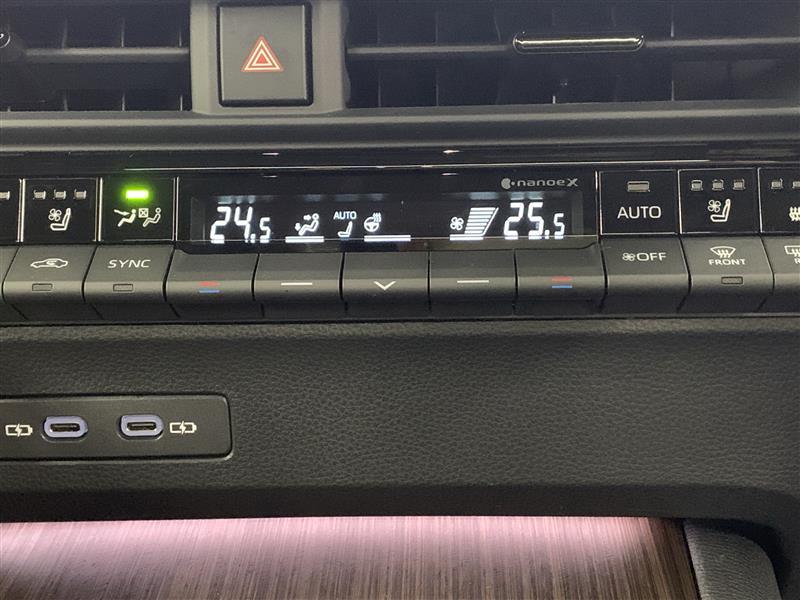 nanoeX
24.5 AUTO 25.5
AUTO
SYNC
OFF
FRONT